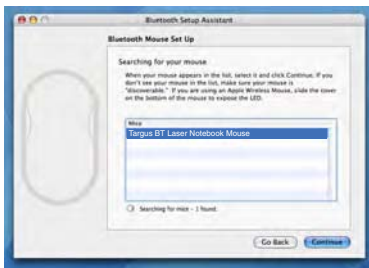 Bluetooth Setup Assistant
Bluetooth Mouse Set Up
Searching for your mouse
When your mouse appears in the list, select it and click Continue. If you
don't see your mouse in the list, make sure your mouse is
"discoverable." If you are using an Apple Wireless Mouse, slide the cover
on the bottom of the mouse to expose the LED.
Mice
Targus BT Laser Notebook Mouse
Searching for mice - 1 found.
Go Back
Continue